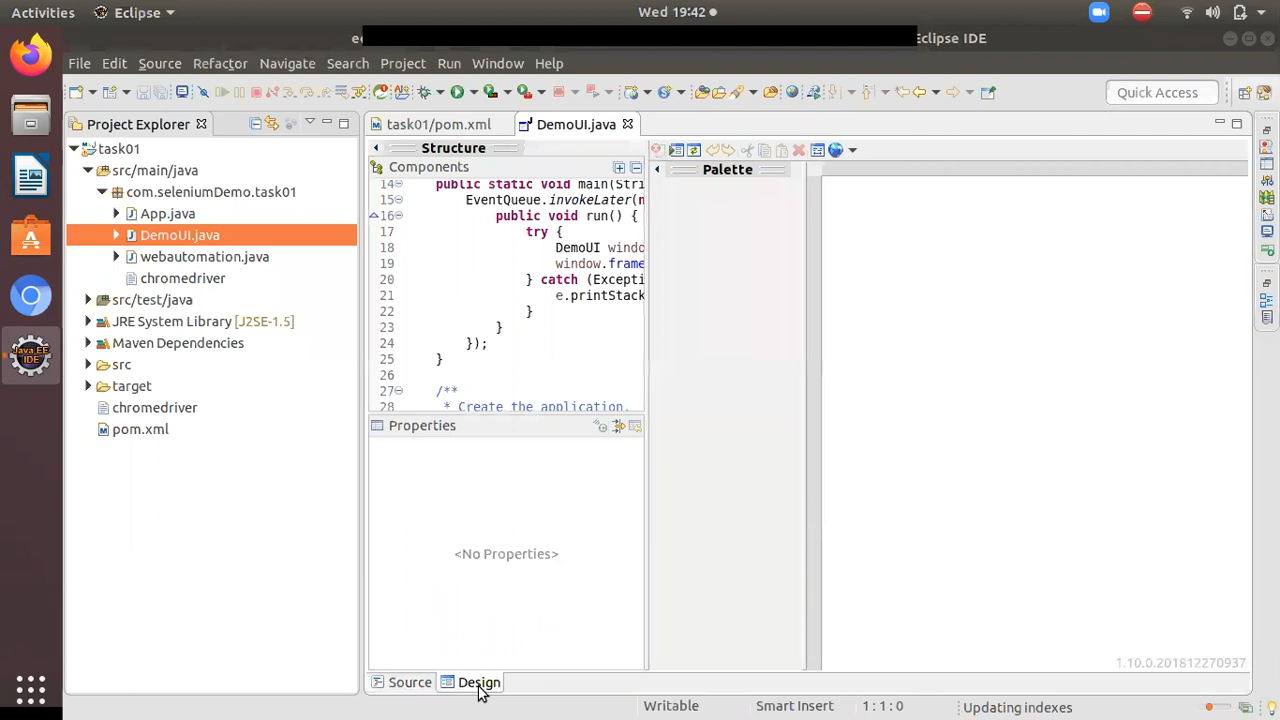 Activities Eclipse Wed 19:42
ec Eclipse IDE
File Edit Source Refactor Navigate Search Project Run Window Help
Quick Access
Project Explorer
task01
src/main/java
com.seleniumDemo.task01
App.java
DemoUI.java
webautomation.java
chromedriver
src/test/java
JRE System Library [J2SE-1.5]
Maven Dependencies
src
target
chromedriver
pom.xml
task01/pom.xml DemoUI.java
Structure
Components
14 public static void main(Stri
15 EventQueue.invokeLater(n
16 public void run() {
17 try {
18 DemoUI windo
19 window.frame
20 } catch (Excepti
21 e.printStack
22 }
23 }
24 });
25 }
26
27 /**
28 * Create the application.
Properties
<No Properties>
Palette
1.10.0.201812270937
Source Design
Writable Smart Insert 1:1:0 Updating indexes
Java EE
IDE